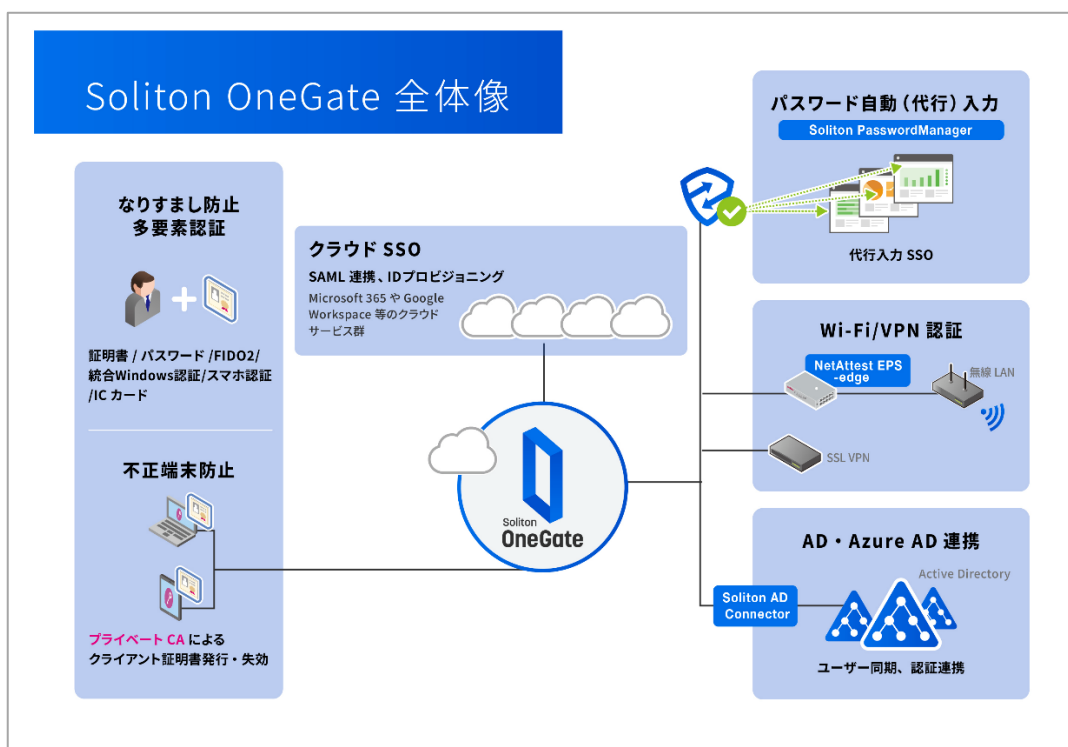 Soliton OneGate 全体像
なりすまし防止
多要素認証
証明書 / パスワード /FIDO2/
統合Windows認証/スマホ認証
/IC カード
不正端末防止
プライベート CA による
クライアント証明書発行・失効
クラウド SSO
SAML 連携、IDプロビジョニング
Microsoft 365 や Google
Workspace 等のクラウド
サービス群
Soliton
OneGate
パスワード自動（代行）入力
Soliton PasswordManager
代行入力 SSO
Wi-Fi/VPN 認証
NetAttest EPS
-edge
無線 LAN
SSL VPN
AD・Azure AD 連携
Soliton AD
Connector
Active Directory
ユーザー同期、認証連携